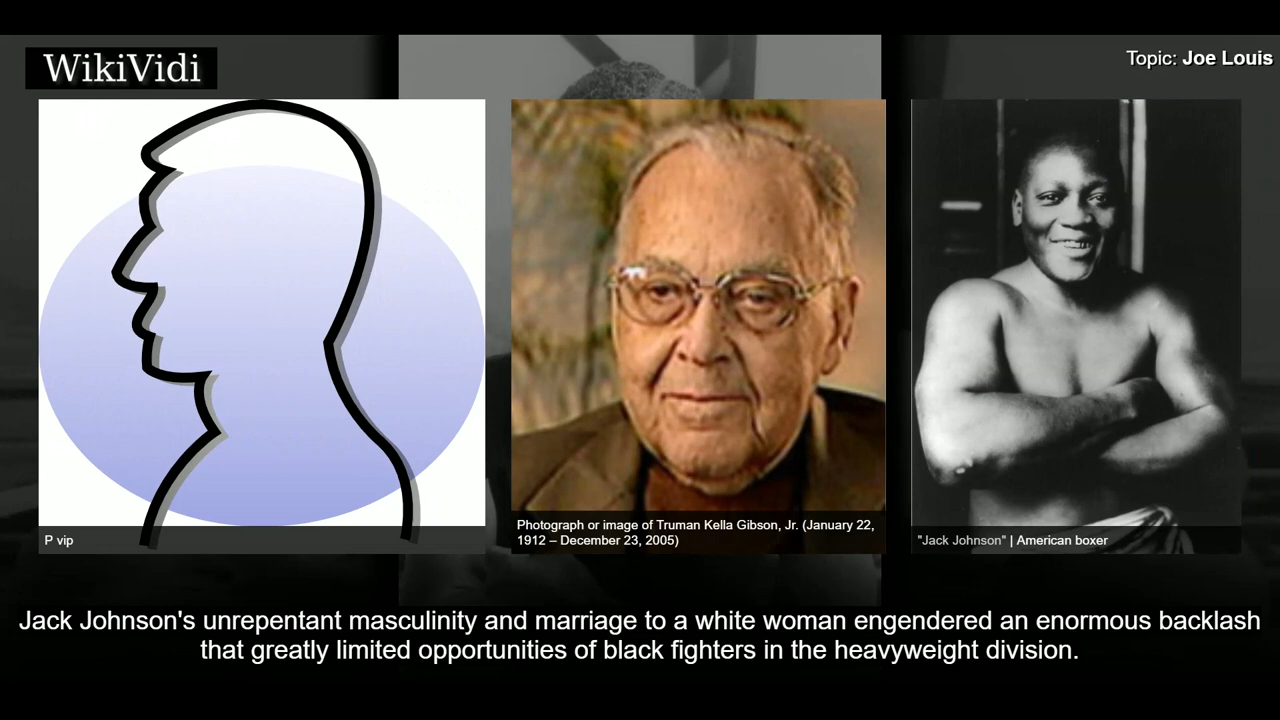 WikiVidi
Topic: Joe Louis
P vip
Photograph or image of Truman Kella Gibson, Jr. (January 22,
1912 – December 23, 2005)
"Jack Johnson" | American boxer
Jack Johnson's unrepentant masculinity and marriage to a white woman engendered an enormous backlash
that greatly limited opportunities of black fighters in the heavyweight division.